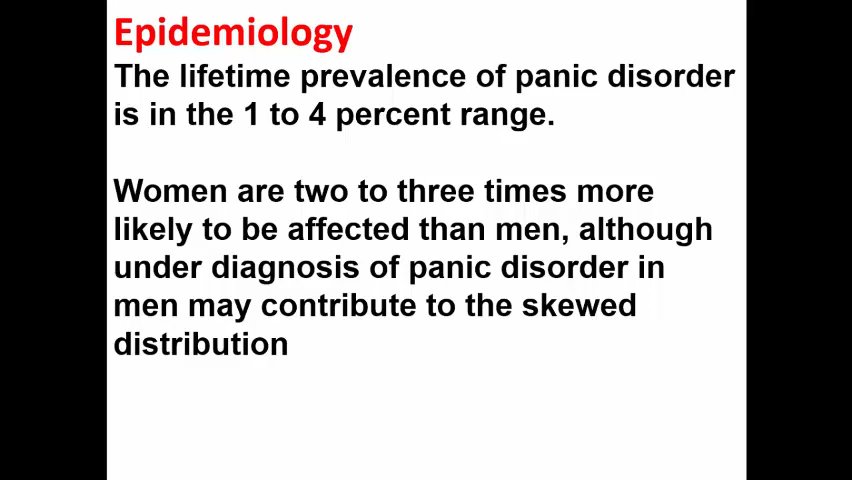 Epidemiology
The lifetime prevalence of panic disorder
is in the 1 to 4 percent range.
Women are two to three times more
likely to be affected than men, although
under diagnosis of panic disorder in
men may contribute to the skewed
distribution